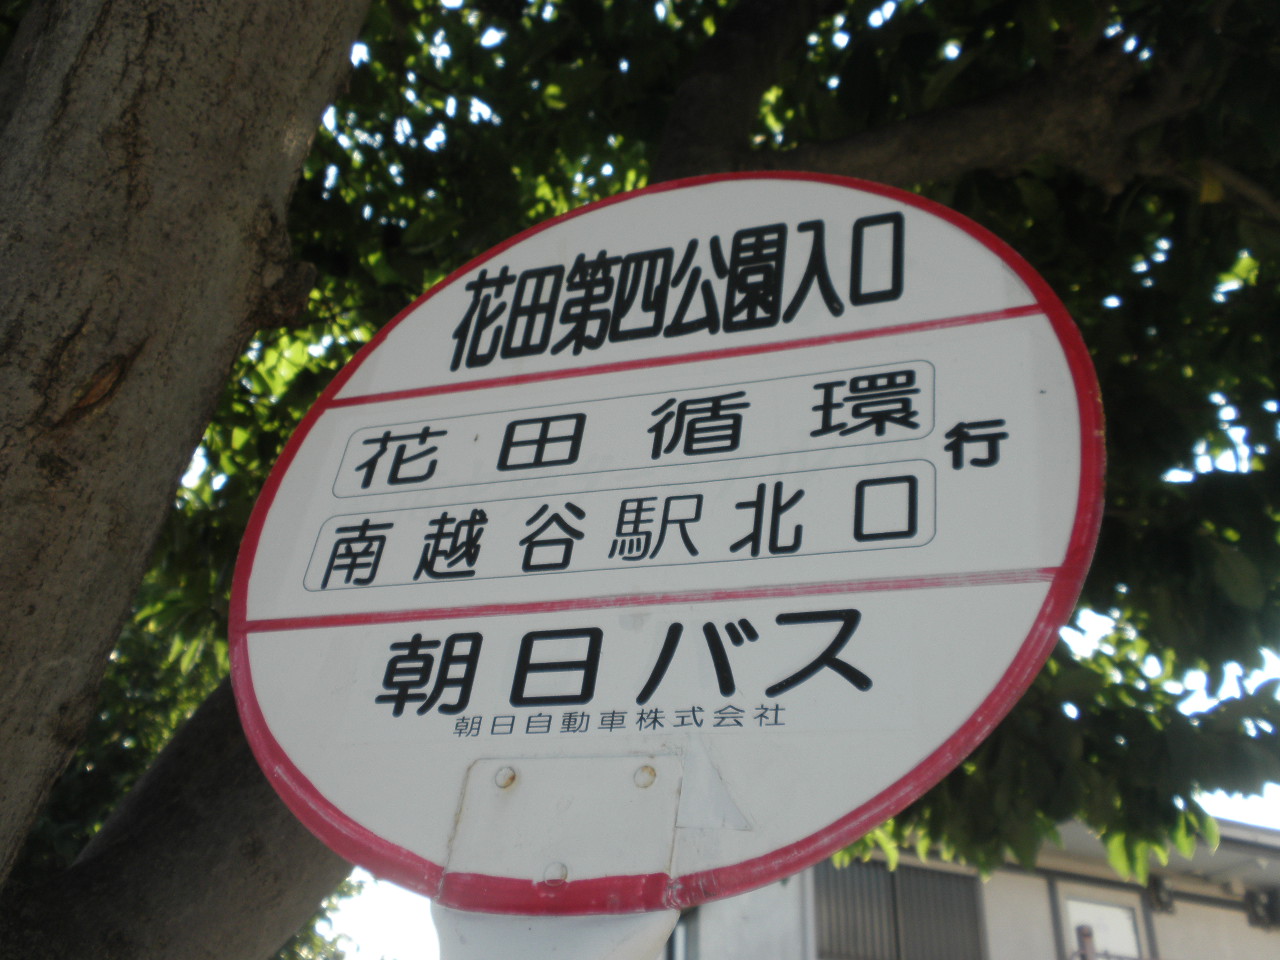 花田第四公園入口
花田循環
行
南越谷駅北口
朝日バス
朝日自動車株式会社